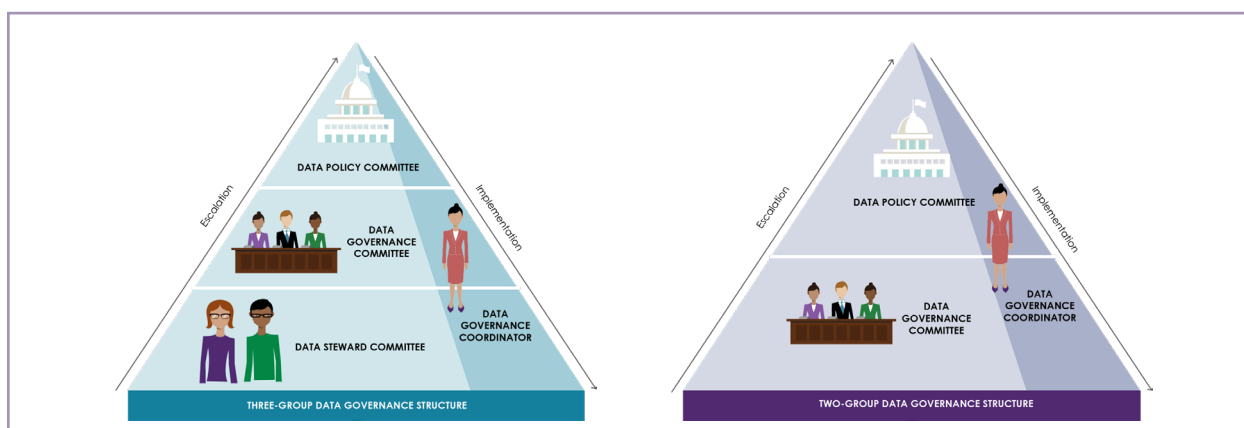 Escalation
Implementation
DATA POLICY COMMITTEE
DATA
GOVERNANCE
COMMITTEE
DATA STEWARD COMMITTEE
DATA
GOVERNANCE
COORDINATOR
THREE-GROUP DATA GOVERNANCE STRUCTURE
Escalation
Implementation
DATA POLICY COMMITTEE
DATA
GOVERNANCE
COMMITTEE
DATA
GOVERNANCE
COORDINATOR
TWO-GROUP DATA GOVERNANCE STRUCTURE